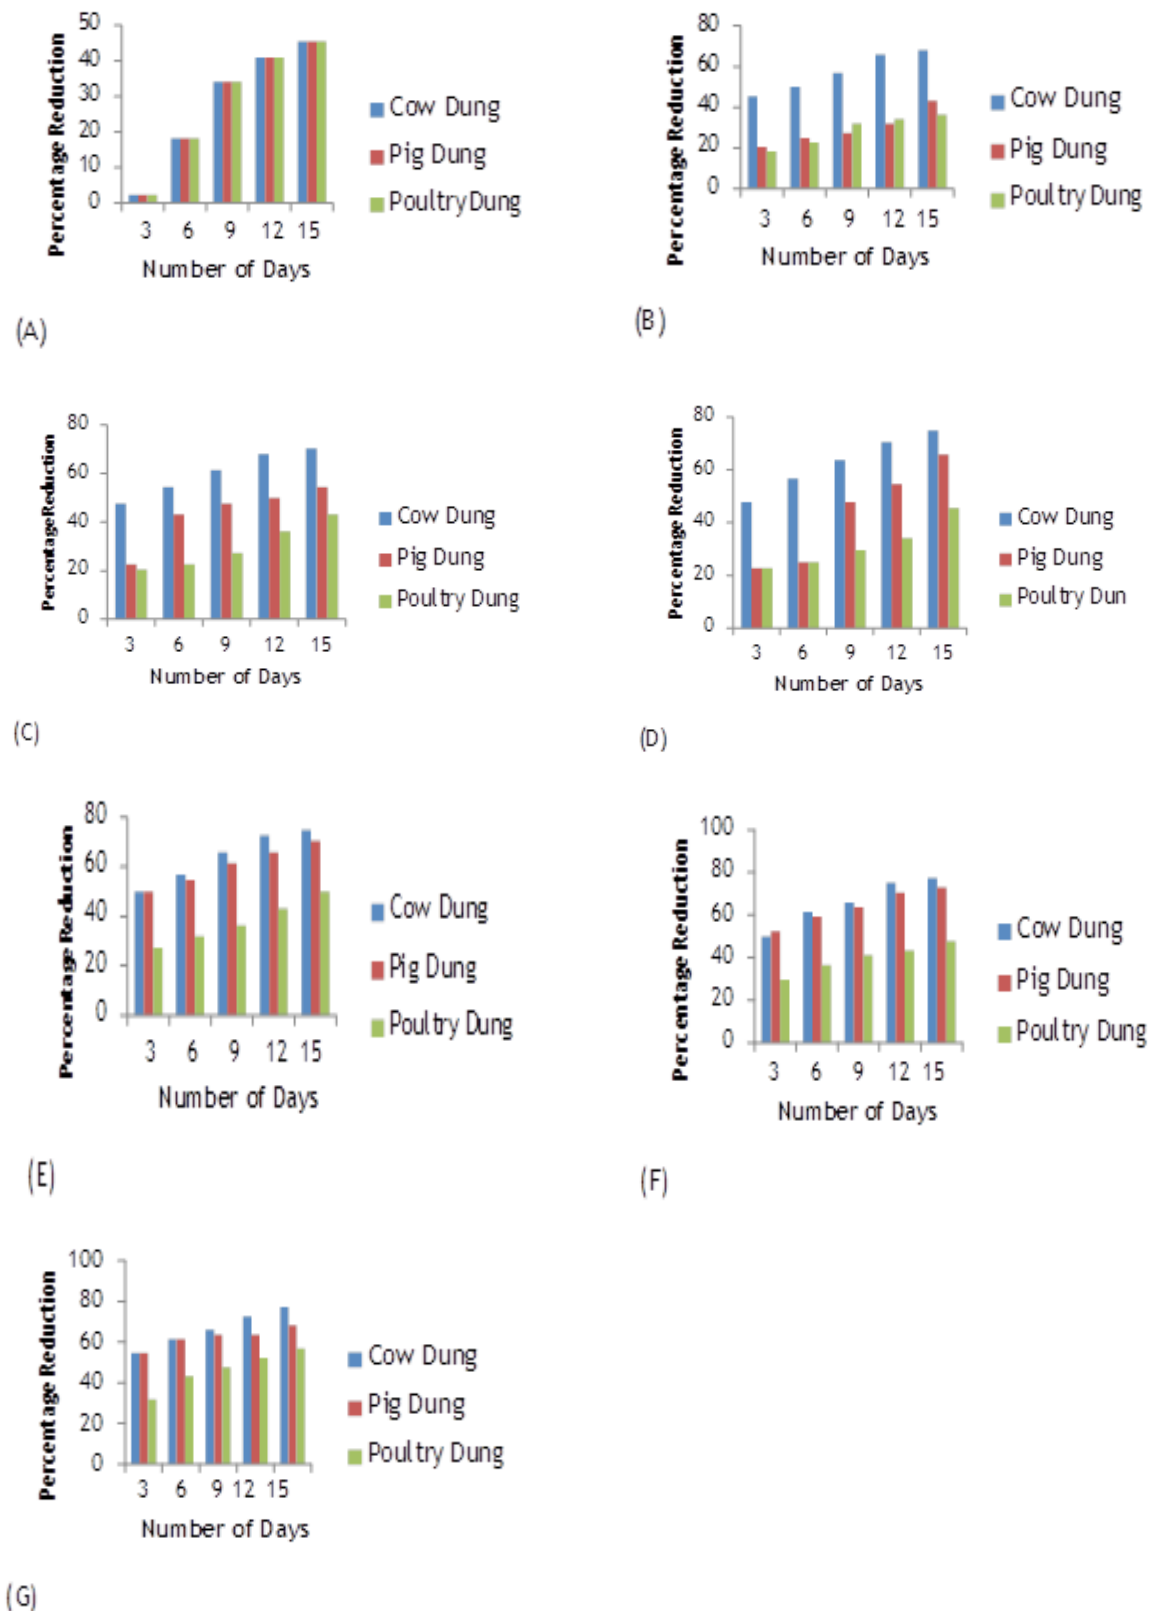 Percentage Reduction
50
40
30
20
10
0
3 6 9 12 15
Number of Days
Cow Dung
Pig Dung
Poultry Dung
(A)
Percentage Reduction
80
60
40
20
0
3 6 9 12 15
Number of Days
Cow Dung
Pig Dung
Poultry Dung
(B)
Percentage Reduction
80
60
40
20
0
3 6 9 12 15
Number of Days
Cow Dung
Pig Dung
Poultry Dung
(C)
Percentage Reduction
80
60
40
20
0
3 6 9 12 15
Number of Days
Cow Dung
Pig Dung
Poultry Dun
(D)
Percentage Reduction
80
60
40
20
0
3 6 9 12 15
Number of Days
Cow Dung
Pig Dung
Poultry Dung
(E)
Percentage Reduction
100
80
60
40
20
0
3 6 9 12 15
Number of Days
Cow Dung
Pig Dung
Poultry Dung
(F)
Percentage Reduction
100
80
60
40
20
0
3 6 9 12 15
Number of Days
Cow Dung
Pig Dung
Poultry Dung
(G)